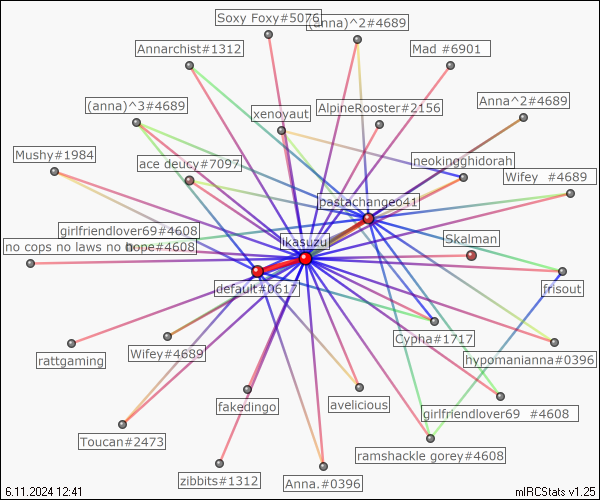 Soxy Foxy#5076
(anna)^2#4689
Annarchist#1312
Mad #6901
(anna)^3#4689
xenoyaut
AlpineRooster#2156
Anna^2#4689
Mushy#1984
ace deucy#7097
neokingghidorah
Wifey #4689
pastachangeo41
girlfriendlover69#4608
no cops no laws no hope#4608
likasuzu
Skalman
default#0617
frisout
rattgaming
Wifey#4689
Cypha#1717
hypomanianna#0396
fakedingo
avelicious
girlfriendlover69 #4608
Toucan#2473
ramshackle gorey#4608
zibbits#1312
Anna.#0396
6.11.2024 12:41
mIRCStats v1.25